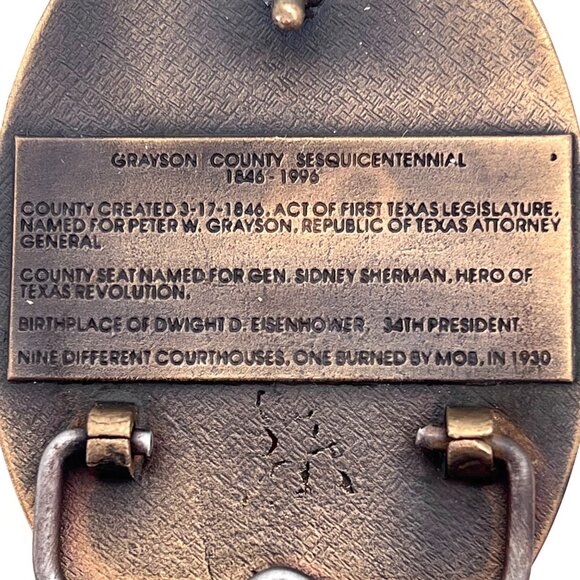 GRAYSON COUNTY SESQUICENTENNIAL
1846 - 1996
COUNTY CREATED 3-17-1846, ACT OF FIRST TEXAS LEGISLATURE,
NAMED FOR PETER W. GRAYSON, REPUBLIC OF TEXAS ATTORNEY
GENERAL
COUNTY SEAT NAMED FOR GEN. SIDNEY SHERMAN, HERO OF
TEXAS REVOLUTION.
BIRTHPLACE OF DWIGHT D. EISENHOWER, 34TH PRESIDENT.
NINE DIFFERENT COURTHOUSES, ONE BURNED BY MOB, IN 1930